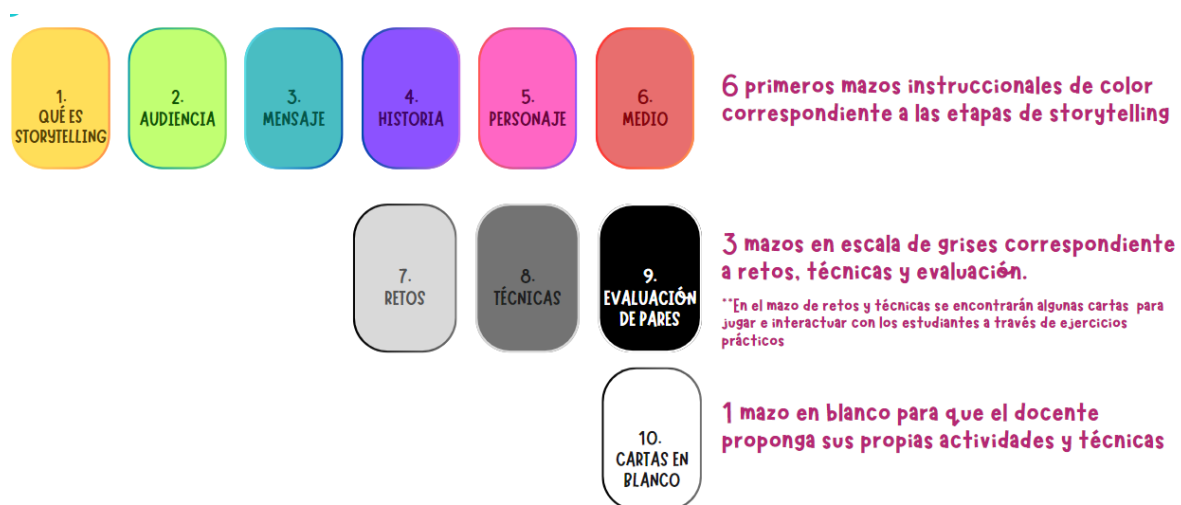 1.
QUÉ ES
STORYTELLING
2.
AUDIENCIA
3.
MENSAJE
4.
HISTORIA
5.
PERSONAJE
6.
MEDIO
6 primeros mazos instruccionales de color
correspondiente a las etapas de storytelling
7.
RETOS
8.
TÉCNICAS
9.
EVALUACIÓN
DE PARES
3 mazos en escala de grises correspondiente
a retos, técnicas y evaluación.
**En el mazo de retos y técnicas se encontrarán algunas cartas para
jugar e interactuar con los estudiantes a través de ejercicios
prácticos
10.
CARTAS EN
BLANCO
1 mazo en blanco para que el docente
proponga sus propias actividades y técnicas